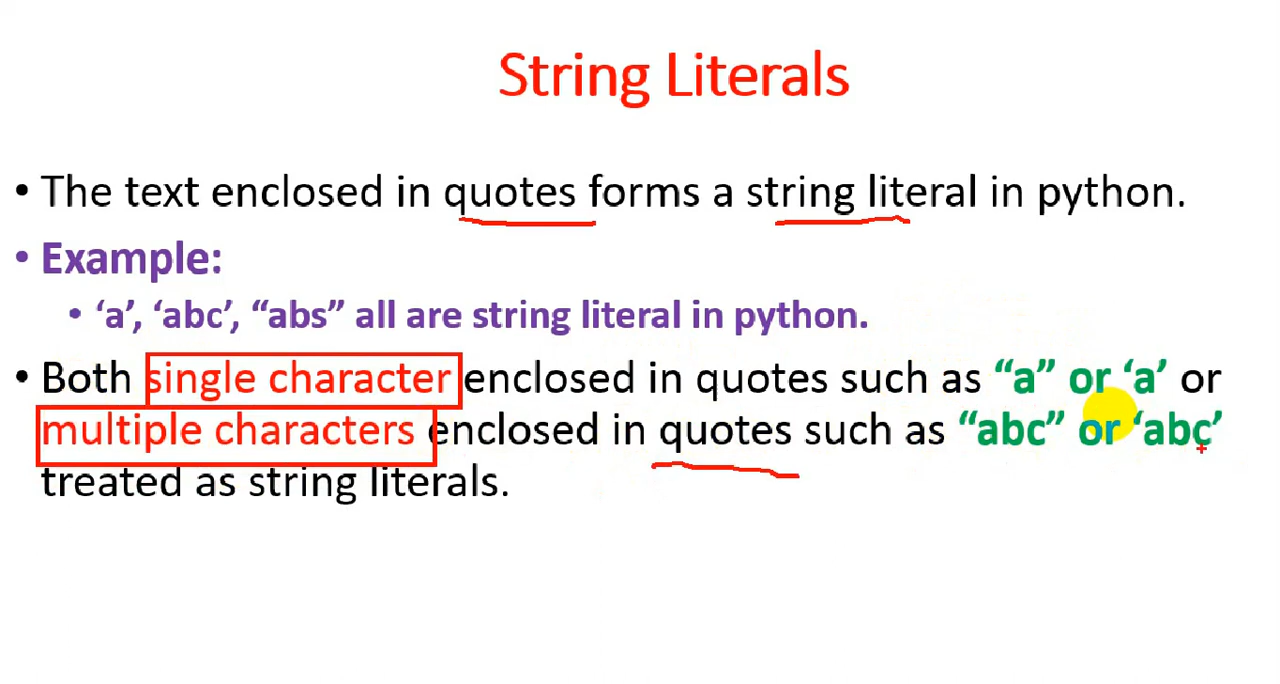 String Literals
• The text enclosed in quotes forms a string literal in python.
• Example:
• ‘a’, ‘abc’, “abs” all are string literal in python.
• Both single character enclosed in quotes such as “a” or ‘a’ or
multiple characters enclosed in quotes such as “abc” or ‘abc’
treated as string literals.